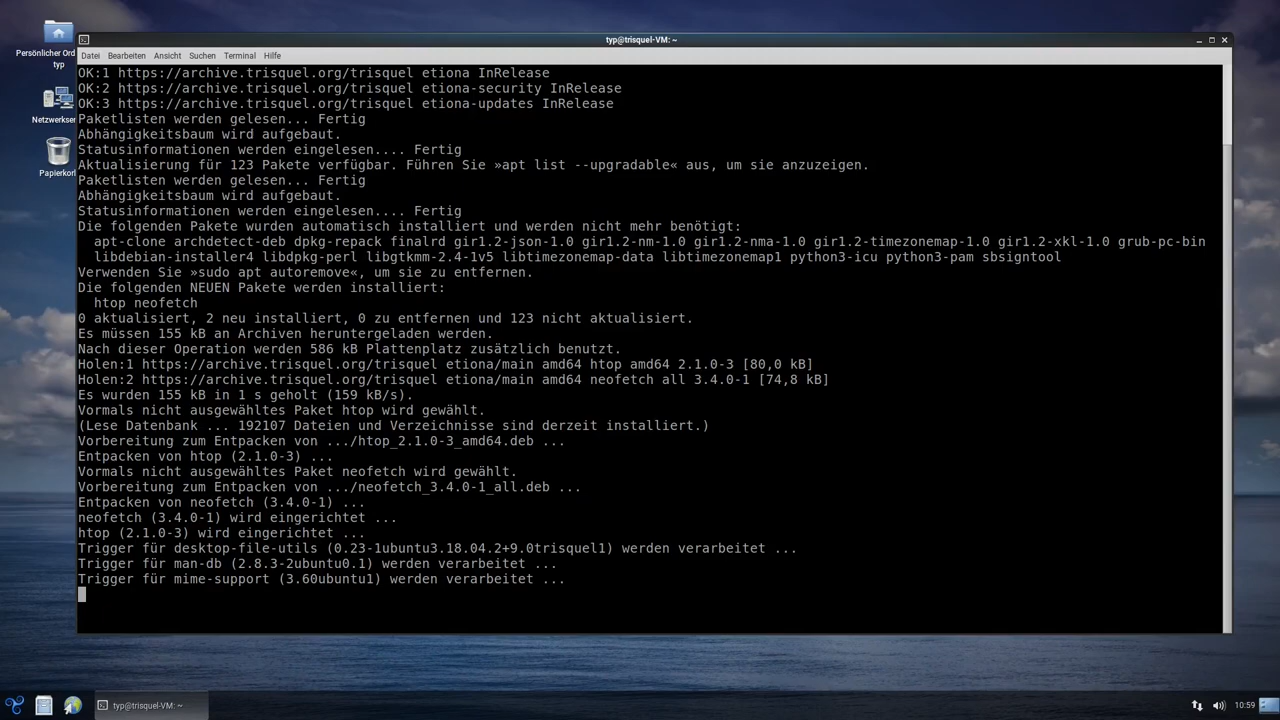 Persönlicher Ord
typ
Netzwerkser
Papierkorb
typ@trisquel-VM: ~
Datei Bearbeiten Ansicht Suchen Terminal Hilfe
OK:1 https://archive.trisquel.org/trisquel etiona InRelease
OK:2 https://archive.trisquel.org/trisquel etiona-security InRelease
OK:3 https://archive.trisquel.org/trisquel etiona-updates InRelease
Paketlisten werden gelesen... Fertig
Abhängigkeitsbaum wird aufgebaut.
Statusinformationen werden eingelesen.... Fertig
Aktualisierung für 123 Pakete verfügbar. Führen Sie »apt list --upgradable« aus, um sie anzuzeigen.
Paketlisten werden gelesen... Fertig
Abhängigkeitsbaum wird aufgebaut.
Statusinformationen werden eingelesen.... Fertig
Die folgenden Pakete wurden automatisch installiert und werden nicht mehr benötigt:
apt-clone archdetect-deb dpkg-repack finalrd gir1.2-json-1.0 gir1.2-nm-1.0 gir1.2-nma-1.0 gir1.2-timezonemap-1.0 gir1.2-xkl-1.0 grub-pc-bin
libdebian-installer4 libdpkg-perl libgtkmm-2.4-1v5 libtimezonemap-data libtimezonemap1 python3-icu python3-pam sbsigntool
Verwenden Sie »sudo apt autoremove«, um sie zu entfernen.
Die folgenden NEUEN Pakete werden installiert:
htop neofetch
0 aktualisiert, 2 neu installiert, 0 zu entfernen und 123 nicht aktualisiert.
Es müssen 155 kB an Archiven heruntergeladen werden.
Nach dieser Operation werden 586 kB Plattenplatz zusätzlich benutzt.
Holen:1 https://archive.trisquel.org/trisquel etiona/main amd64 htop amd64 2.1.0-3 [80,0 kB]
Holen:2 https://archive.trisquel.org/trisquel etiona/main amd64 neofetch all 3.4.0-1 [74,8 kB]
Es wurden 155 kB in 1 s geholt (159 kB/s).
Vormals nicht ausgewähltes Paket htop wird gewählt.
(Lese Datenbank ... 192107 Dateien und Verzeichnisse sind derzeit installiert.)
Vorbereitung zum Entpacken von .../htop_2.1.0-3_amd64.deb ...
Entpacken von htop (2.1.0-3) ...
Vormals nicht ausgewähltes Paket neofetch wird gewählt.
Vorbereitung zum Entpacken von .../neofetch_3.4.0-1_all.deb ...
Entpacken von neofetch (3.4.0-1) ...
neofetch (3.4.0-1) wird eingerichtet ...
htop (2.1.0-3) wird eingerichtet ...
Trigger für desktop-file-utils (0.23-1ubuntu3.18.04.2+9.0trisquel1) werden verarbeitet ...
Trigger für man-db (2.8.3-2ubuntu0.1) werden verarbeitet ...
Trigger für mime-support (3.60ubuntu1) werden verarbeitet ...
typ@trisquel-VM: ~
10:59